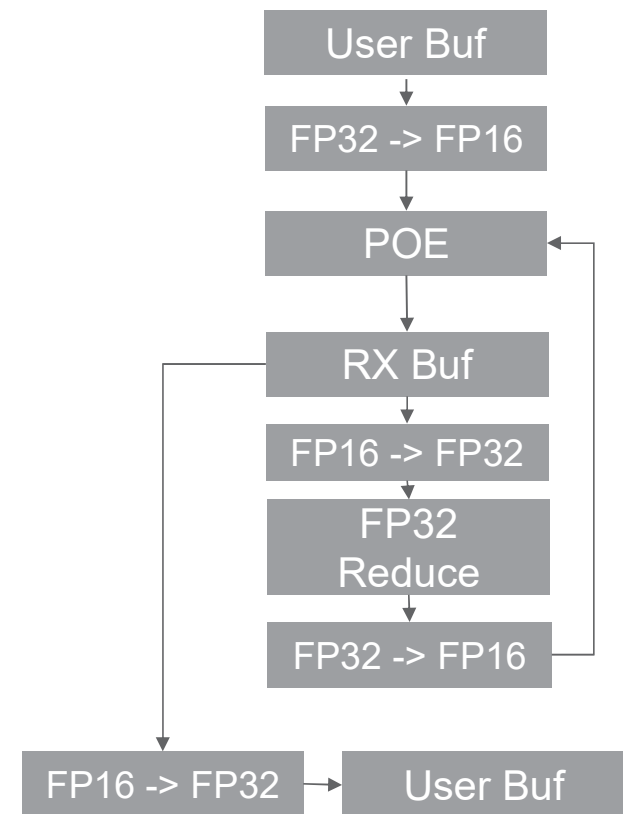 User Buf
FP32 -> FP16
POE
RX Buf
FP16 -> FP32
FP32
Reduce
FP32 -> FP16
FP16 -> FP32
User Buf